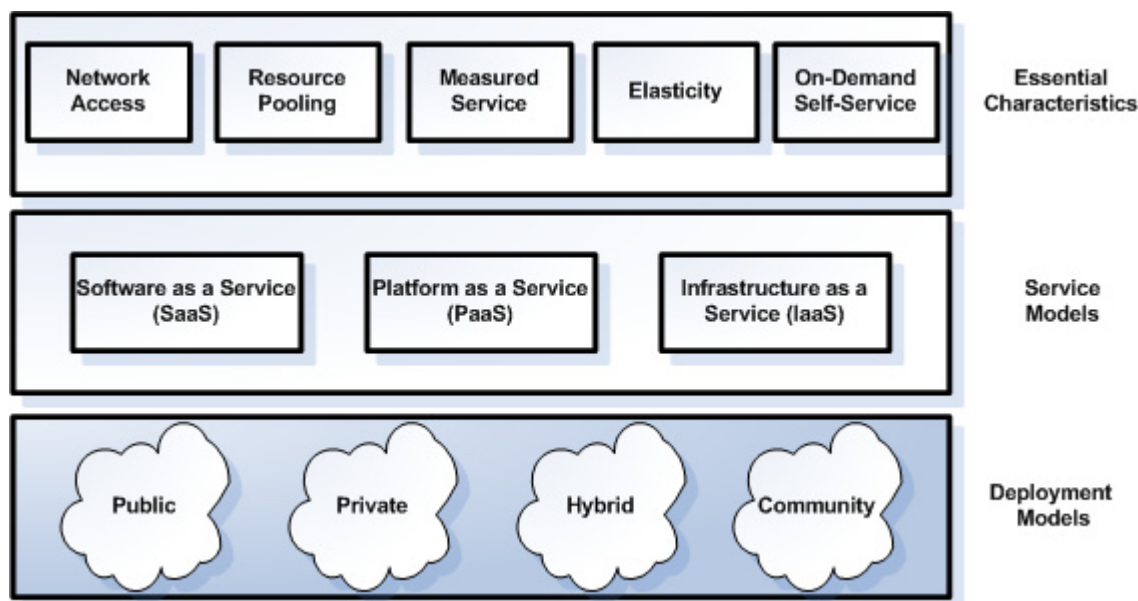 Network
Access
Resource
Pooling
Measured
Service
Elasticity
On-Demand
Self-Service
Essential
Characteristics
Software as a Service
(SaaS)
Platform as a Service
(PaaS)
Infrastructure as a
Service (IaaS)
Service
Models
Public
Private
Hybrid
Community
Deployment
Models